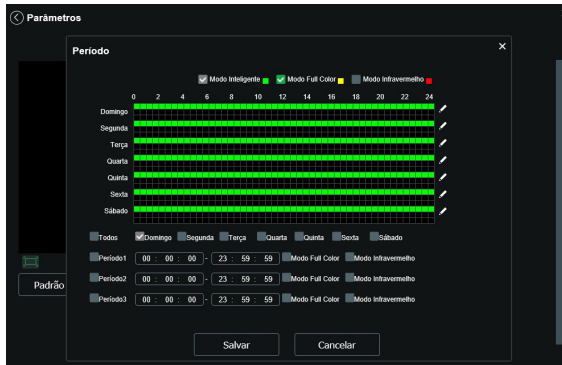 Parâmetros
Período
×
Modo Inteligente Modo Full Color Modo Infravermelho
0 2 4 6 8 10 12 14 16 18 20 22 24
Domingo
Segunda
Terça
Quarta
Quinta
Sexta
Sábado
Todos Domingo Segunda Terça Quarta Quinta Sexta Sábado
Período1 00 : 00 : 00 - 23 : 59 : 59 Modo Full Color Modo Infravermelho
Período2 00 : 00 : 00 - 23 : 59 : 59 Modo Full Color Modo Infravermelho
Período3 00 : 00 : 00 - 23 : 59 : 59 Modo Full Color Modo Infravermelho
Padrão
Salvar Cancelar